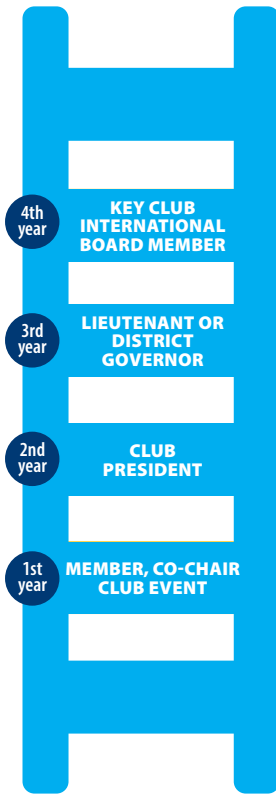 4th
year
KEY CLUB
INTERNATIONAL
BOARD MEMBER
3rd
year
LIEUTENANT OR
DISTRICT
GOVERNOR
2nd
year
CLUB
PRESIDENT
1st
year
MEMBER, CO-CHAIR
CLUB EVENT